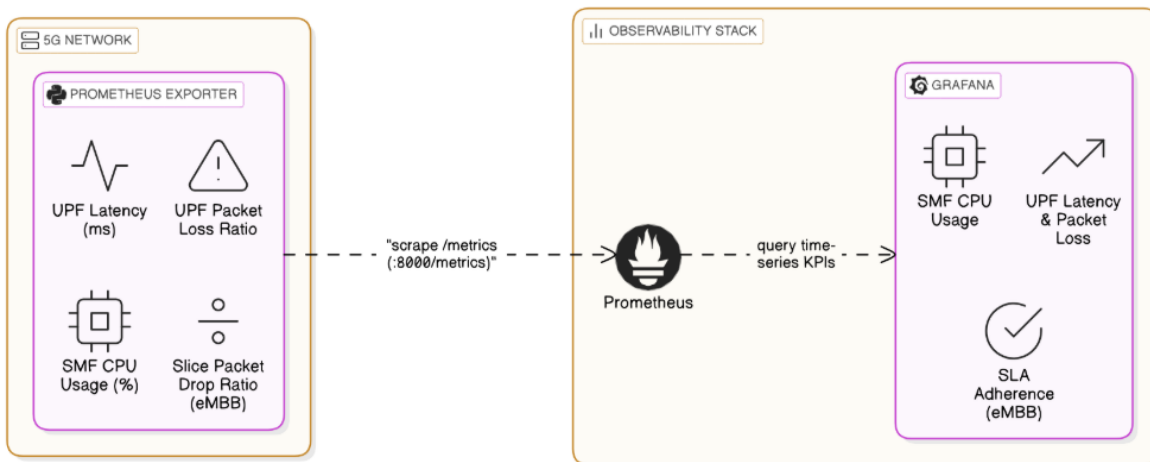 5G NETWORK
PROMETHEUS EXPORTER
UPF Latency
(ms)
UPF Packet
Loss Ratio
SMF CPU
Usage (%)
Slice Packet
Drop Ratio
(eMBB)
"scrape /metrics
(:8000/metrics)"
OBSERVABILITY STACK
Prometheus
query time-
series KPIs
GRAFANA
SMF CPU
Usage
UPF Latency
& Packet
Loss
SLA
Adherence
(eMBB)